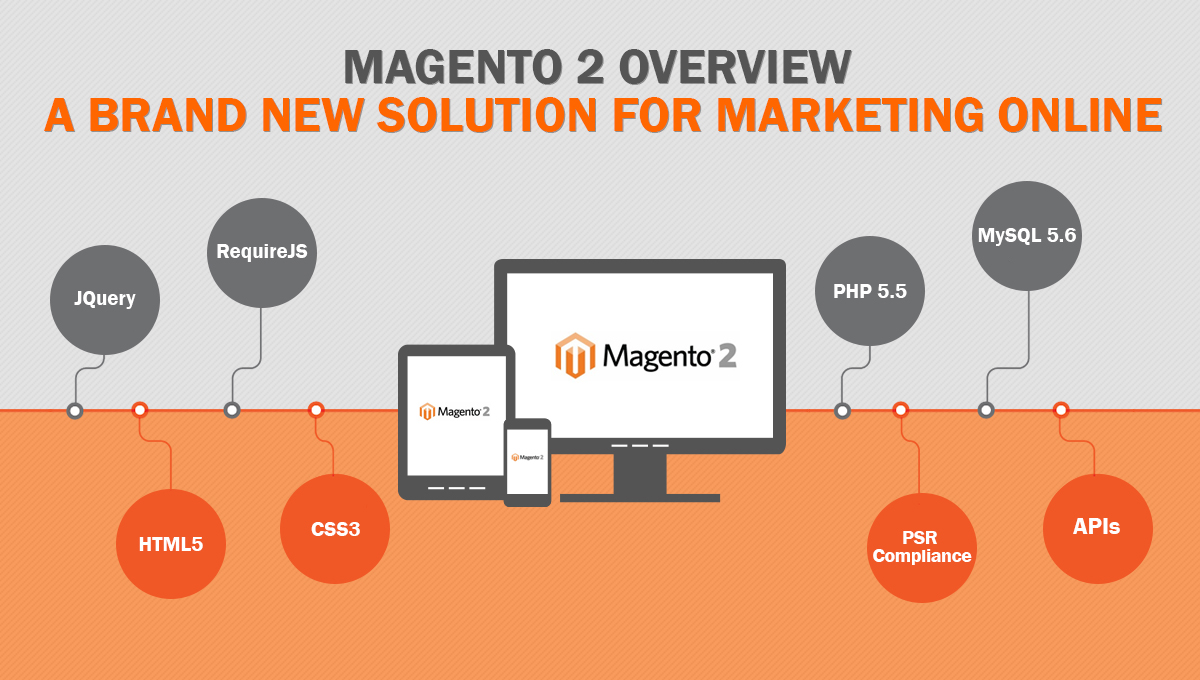 MAGENTO 2 OVERVIEW
A BRAND NEW SOLUTION FOR MARKETING ONLINE
JQuery
RequireJS
HTML5
CSS3
Magento® 2
Magento® 2
Magento 2
PHP 5.5
MySQL 5.6
PSR
Compliance
APIs